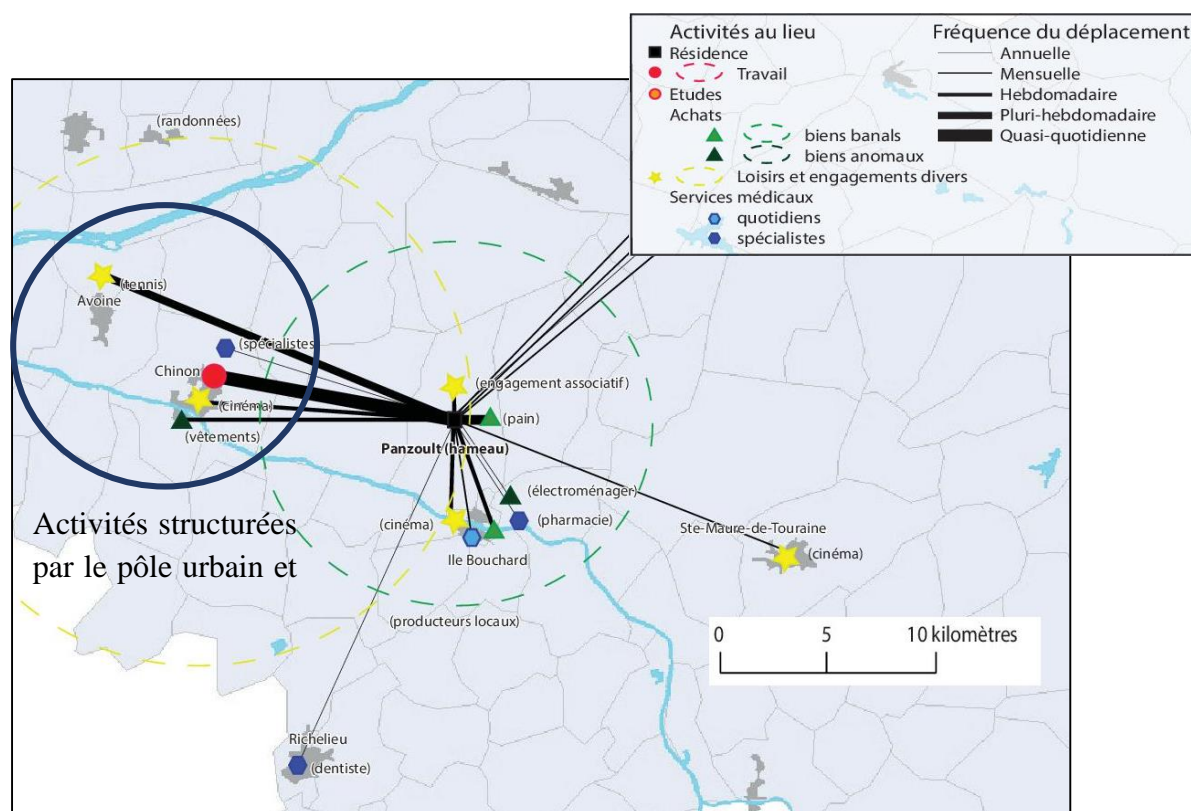 Activités au lieu
Résidence
Travail
Etudes
Achats
biens banals
biens anomaux
Loisirs et engagements divers
Services médicaux
quotidiens
spécialistes
Fréquence du déplacement
Annuelle
Mensuelle
Hebdomadaire
Pluri-hebdomadaire
Quasi-quotidienne
(randonnées)
(tennis)
Avoine
(spécialistes
Chinon
(cinéma)
(vêtements)
(engagement associatif)
(pain)
Panzoult (hameau)
(électroménager)
(cinéma)
(pharmacie)
Ile Bouchard
Ste-Maure-de-Touraine
(cinéma)
Activités structurées
par le pôle urbain et
(producteurs locaux)
0 5 10 kilomètres
Richelieu
(dentiste)